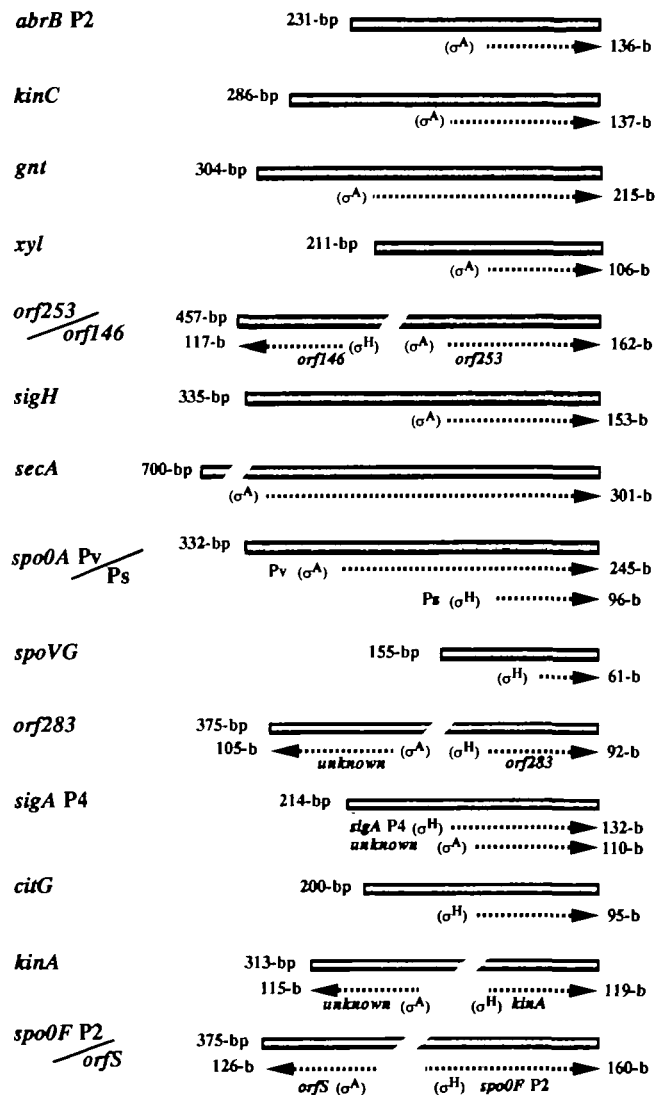 abrB P2
231-bp
(σA) 136-b
kinC
286-bp
(σA) 137-b
gnt
304-bp
(σA) 215-b
xyl
211-bp
(σA) 106-b
orf253
orf146
457-bp
117-b orf146 (σH) (σA) orf253 162-b
sigH
335-bp
(σA) 153-b
secA
700-bp
(σA) 301-b
spo0A Pv
Ps
332-bp
Pv (σA) 245-b
Ps (σH) 96-b
spoVG
155-bp
(σH) 61-b
orf283
375-bp
105-b unknown (σA) (σH) orf283 92-b
sigA P4
214-bp
sigA P4 (σH) 132-b
unknown (σA) 110-b
citG
200-bp
(σH) 95-b
kinA
313-bp
115-b unknown (σA) (σH) kinA 119-b
spo0F P2
orfS
375-bp
126-b orfS (σA) (σH) spo0F P2 160-b